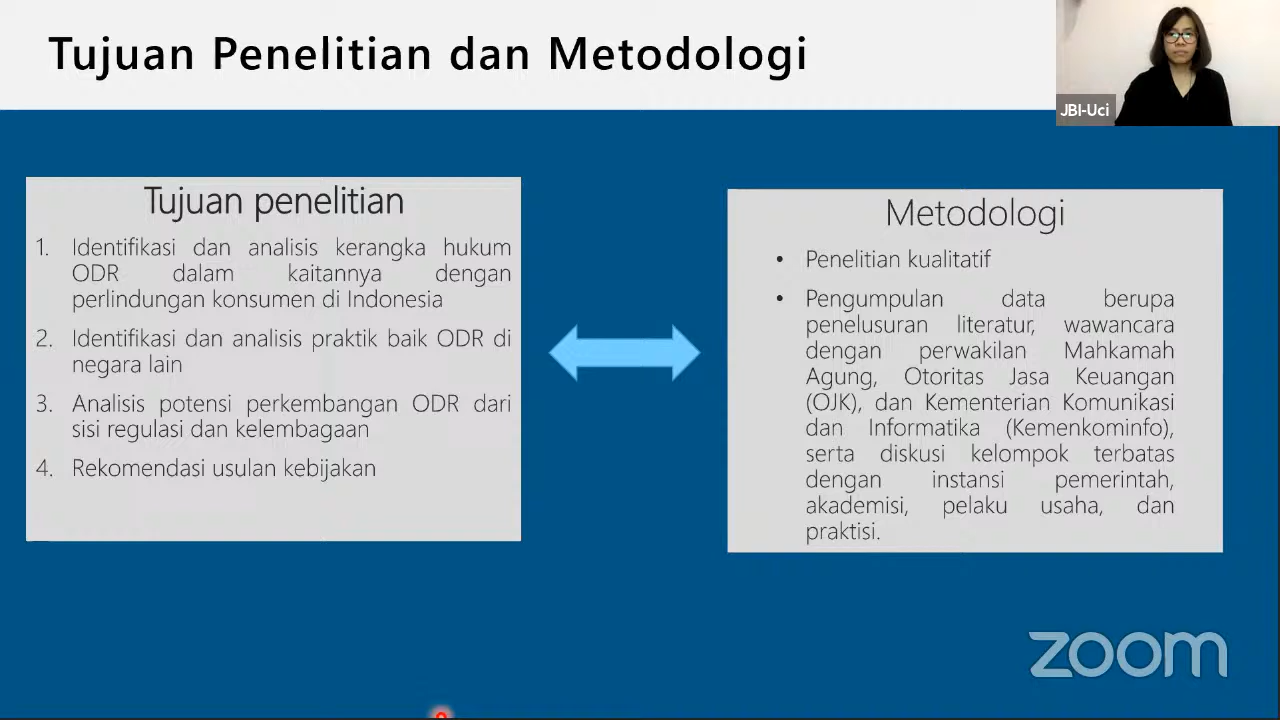 Tujuan Penelitian dan Metodologi
JBI-Uci
Tujuan penelitian
1. Identifikasi dan analisis kerangka hukum
ODR dalam kaitannya dengan
perlindungan konsumen di Indonesia
2. Identifikasi dan analisis praktik baik ODR di
negara lain
3. Analisis potensi perkembangan ODR dari
sisi regulasi dan kelembagaan
4. Rekomendasi usulan kebijakan
Metodologi
• Penelitian kualitatif
• Pengumpulan data berupa
penelusuran literatur, wawancara
dengan perwakilan Mahkamah
Agung, Otoritas Jasa Keuangan
(OJK), dan Kementerian Komunikasi
dan Informatika (Kemenkominfo),
serta diskusi kelompok terbatas
dengan instansi pemerintah,
akademisi, pelaku usaha, dan
praktisi.
zoom